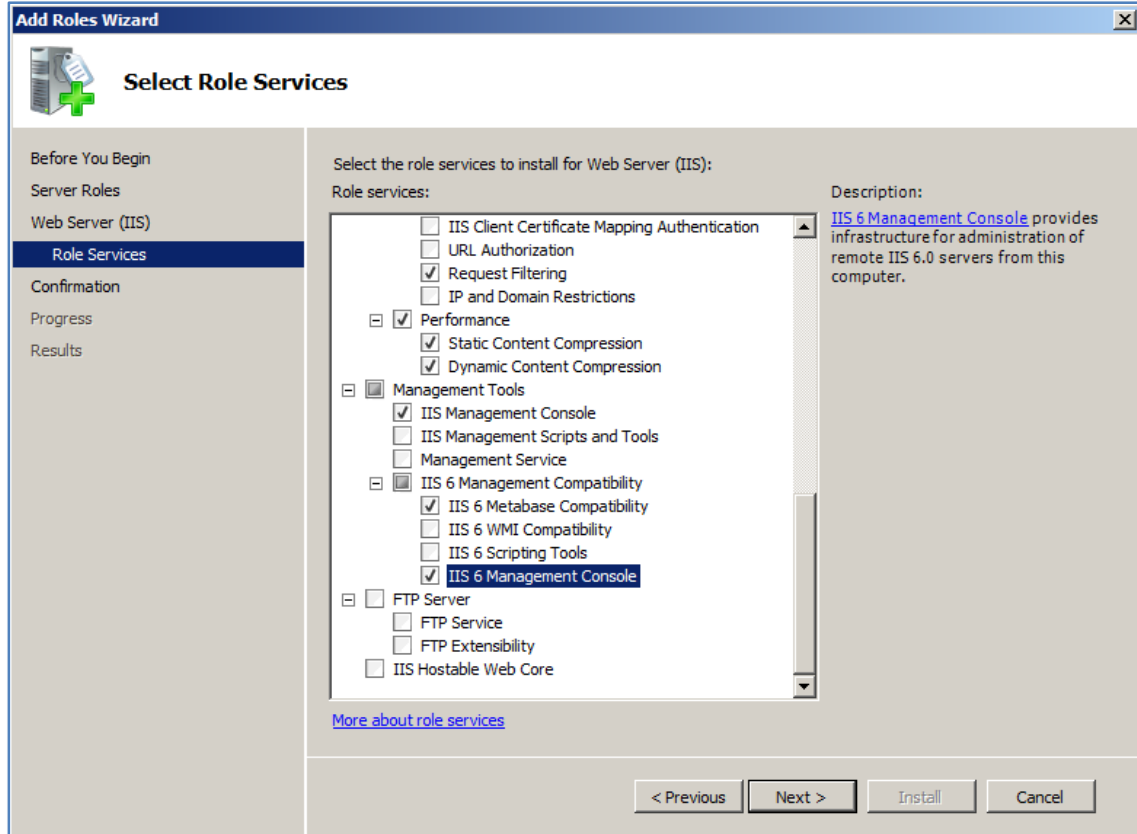 Add Roles Wizard
Select Role Services
Before You Begin
Server Roles
Web Server (IIS)
Role Services
Confirmation
Progress
Results
Select the role services to install for Web Server (IIS):
Role services:
IIS Client Certificate Mapping Authentication
URL Authorization
Request Filtering
IP and Domain Restrictions
Performance
Static Content Compression
Dynamic Content Compression
Management Tools
IIS Management Console
IIS Management Scripts and Tools
Management Service
IIS 6 Management Compatibility
IIS 6 Metabase Compatibility
IIS 6 WMI Compatibility
IIS 6 Scripting Tools
IIS 6 Management Console
FTP Server
FTP Service
FTP Extensibility
IIS Hostable Web Core
More about role services
Description:
IIS 6 Management Console provides
infrastructure for administration of
remote IIS 6.0 servers from this
computer.
< Previous
Next >
Install
Cancel